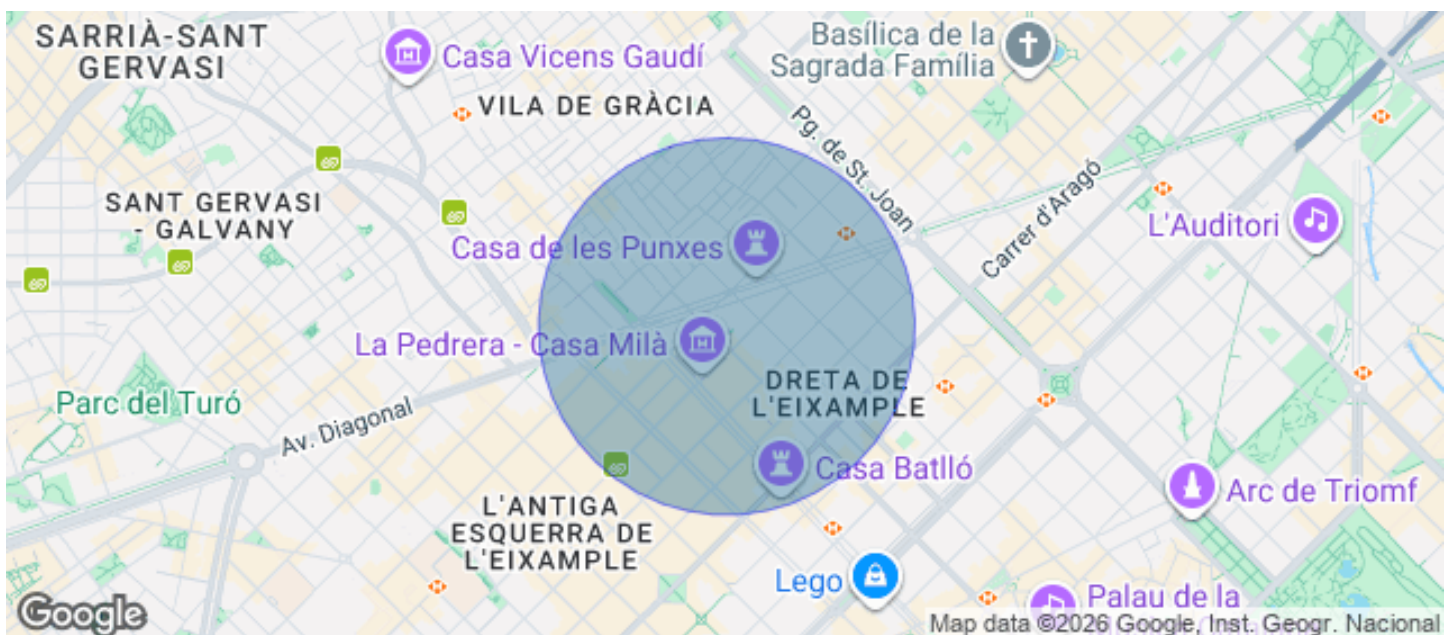 SARRIÀ-SANT
GERVASI
Casa Vicens Gaudí
Basílica de la
Sagrada Família
VILA DE GRÀCIA
Pg. de St. Joan
Carrer d'Aragó
SANT GERVASI
- GALVANY
L'Auditori
Casa de les Punxes
La Pedrera - Casa Milà
DRETA DE
L'EIXAMPLE
Parc del Turó
Av. Diagonal
Casa Batlló
Arc de Triomf
L'ANTIGA
ESQUERRA DE
L'EIXAMPLE
Lego
Palau de la
Google
Map data ©2026 Google, Inst. Geogr. Nacional